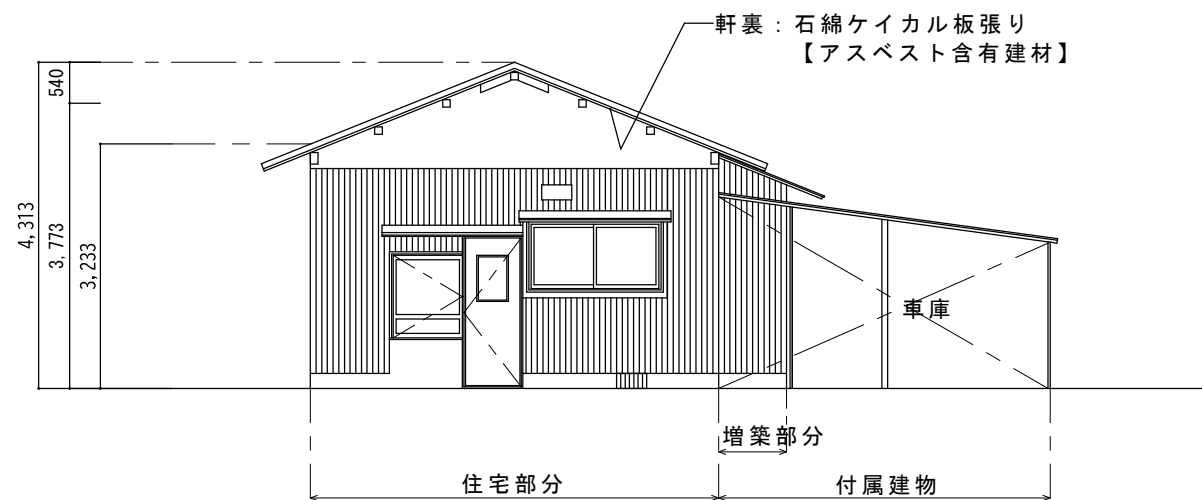 軒裏：石綿ケイカル板張り
【アスベスト含有建材】
540
4,313
3,773
3,233
車庫
増築部分
住宅部分
付属建物